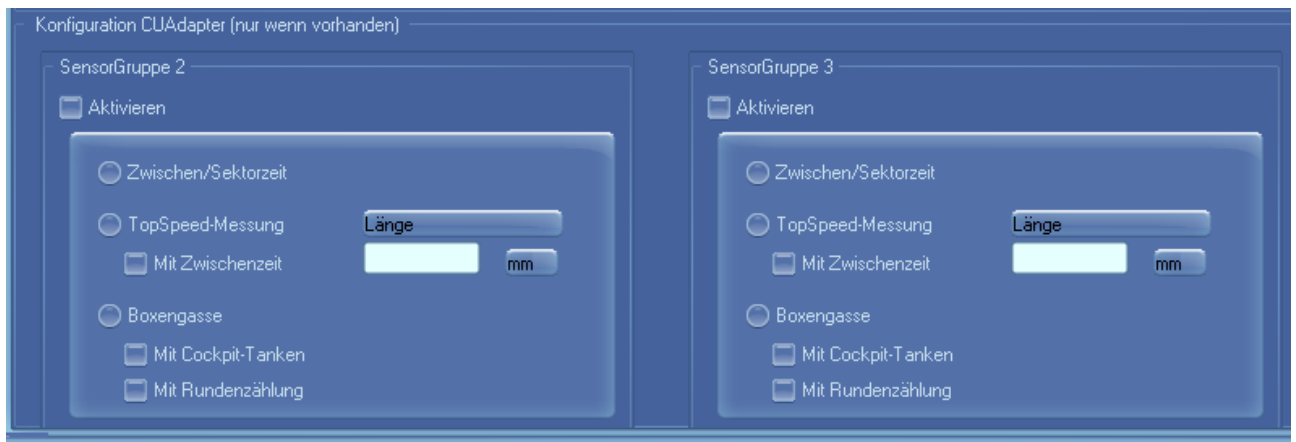 Konfiguration CUAdapter (nur wenn vorhanden)
SensorGruppe 2
Aktivieren
Zwischen/Sektorzeit
TopSpeed-Messung Länge
Mit Zwischenzeit mm
Boxengasse
Mit Cockpit-Tanken
Mit Rundenzählung
SensorGruppe 3
Aktivieren
Zwischen/Sektorzeit
TopSpeed-Messung Länge
Mit Zwischenzeit mm
Boxengasse
Mit Cockpit-Tanken
Mit Rundenzählung